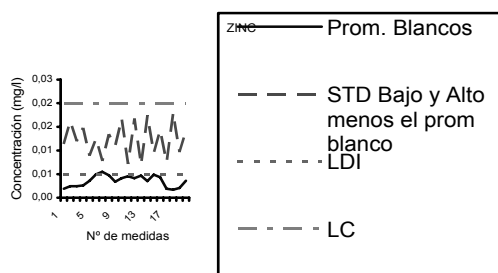 ZINC
Concentración (mg/l)
0,03
0,02
0,02
0,01
0,01
0,00
1
5
9
13
17
Nº de medidas
Prom. Blancos
STD Bajo y Alto
menos el prom
blanco
LDI
LC